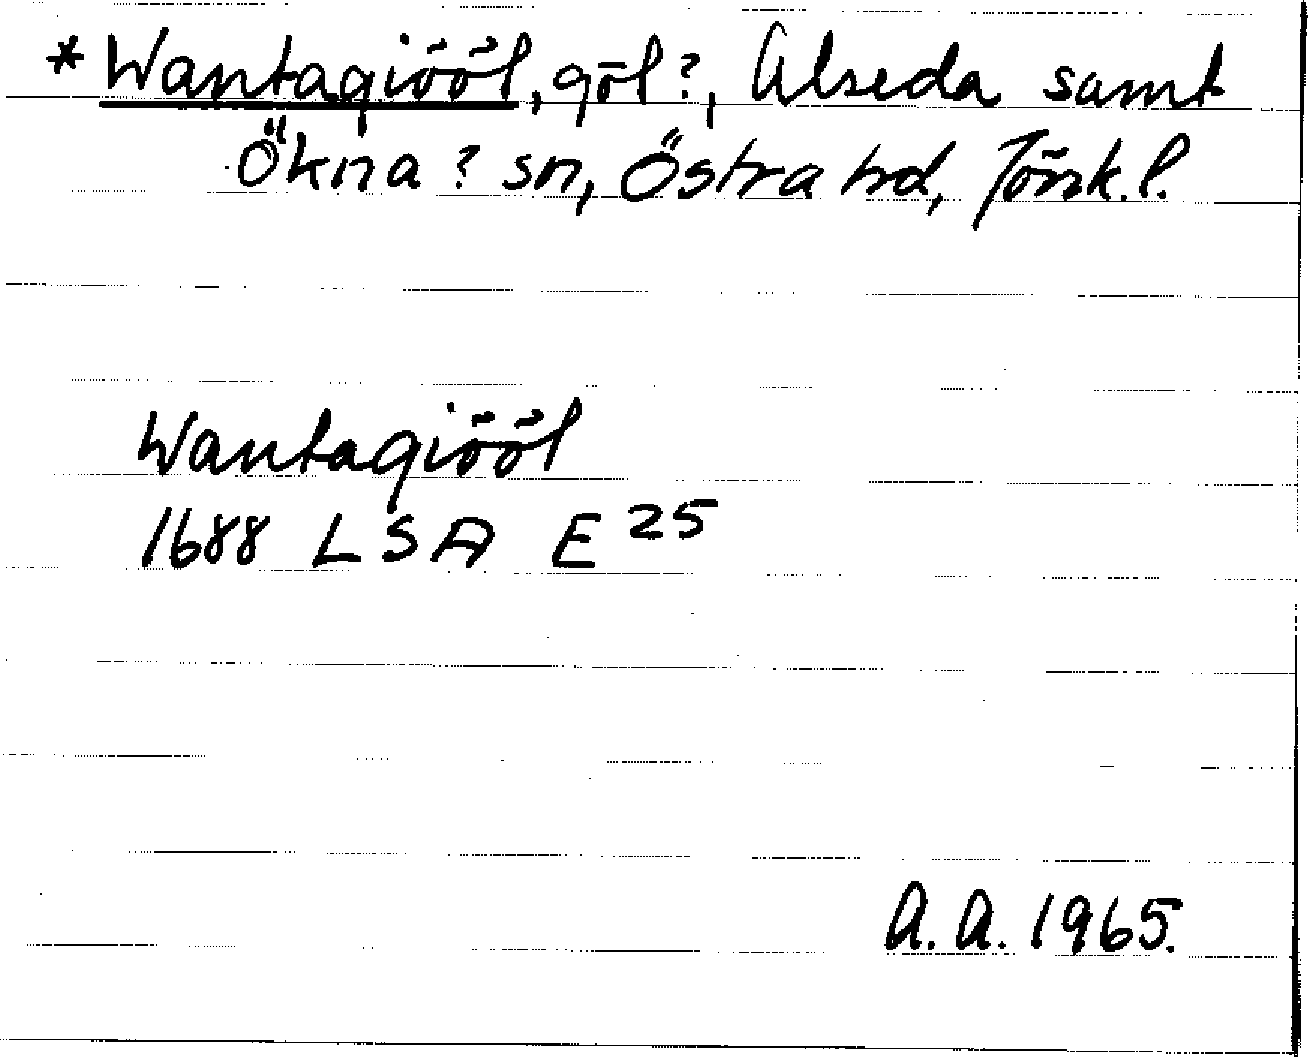 * Wantagiööl, göl?, Alseda samt
Ökna? sn, Östra hd, Jönk.l.
Wantagiööl
1688 LSA E 25
A.A. 1965.